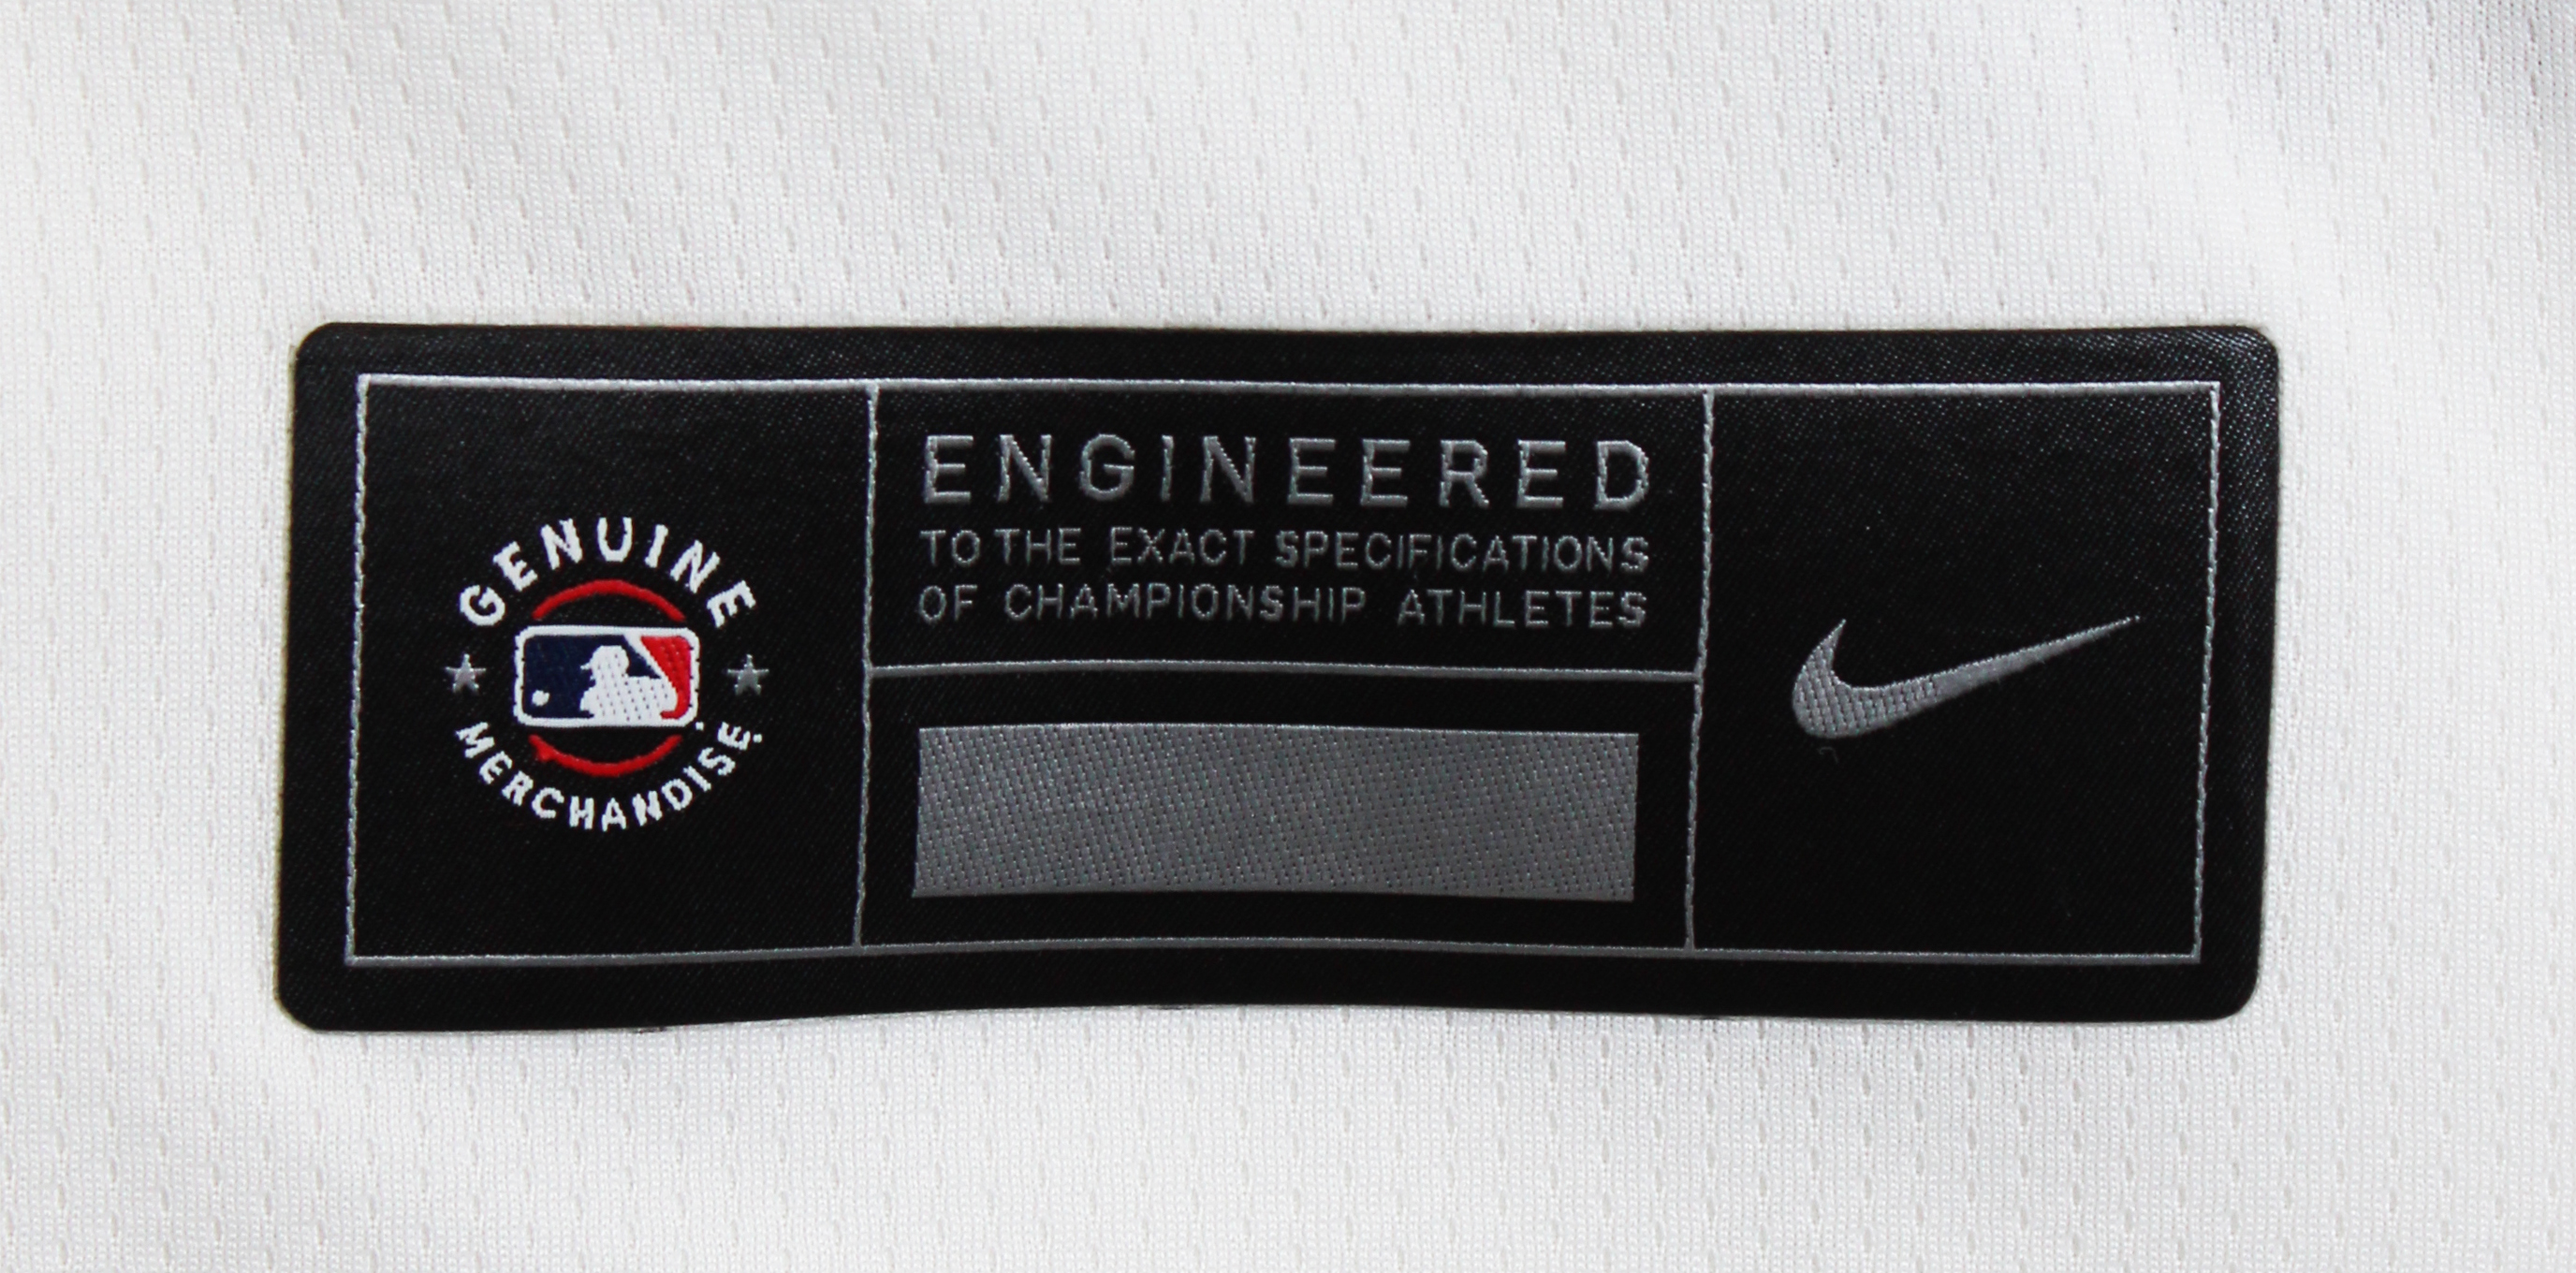 GENUINE
MERCHANDISE
ENGINEERED
TO THE EXACT SPECIFICATIONS
OF CHAMPIONSHIP ATHLETES